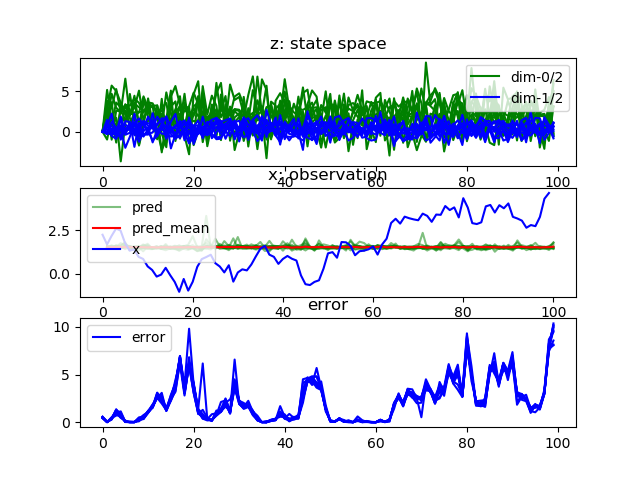 z: state space
5
0
dim-0/2
dim-1/2
0 20 40 60 80 100
x: observation
2.5
0.0
pred
pred_mean
x
0 20 40 60 80 100
error
10
5
0
error
0 20 40 60 80 100